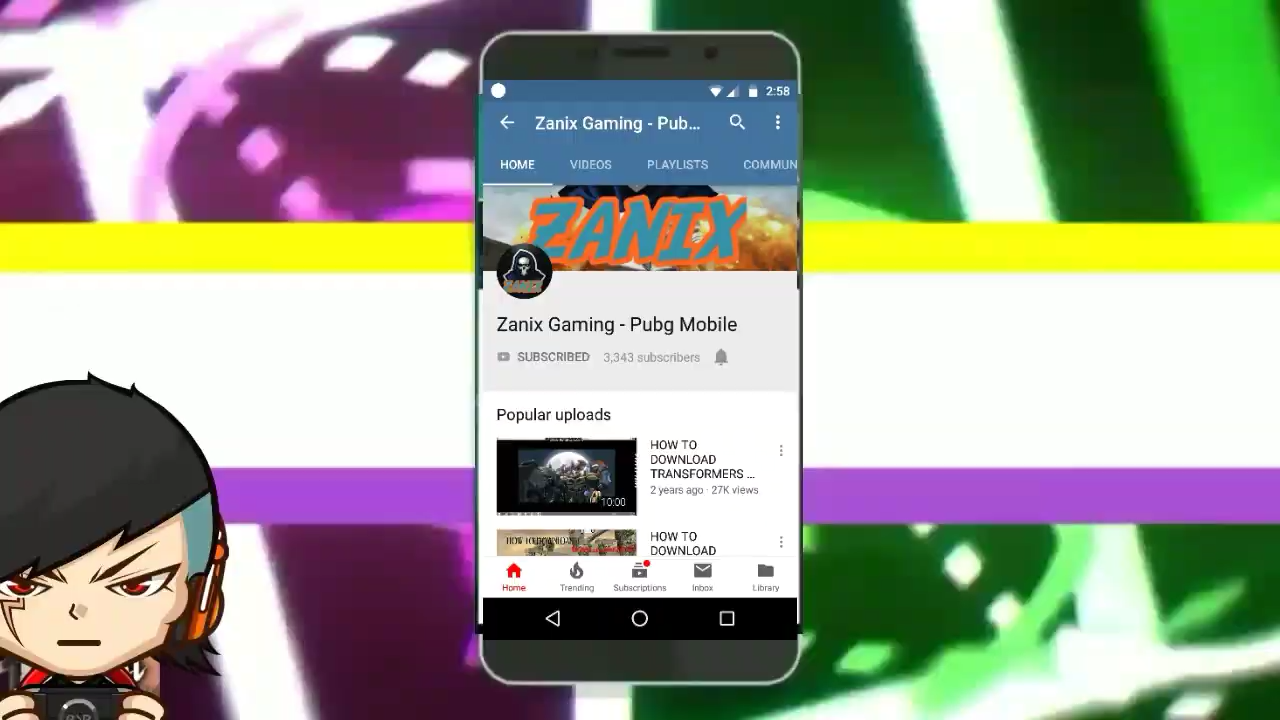 2:58
Zanix Gaming - Pub...
HOME VIDEOS PLAYLISTS COMMUN
ZANIX
ZANIX
Zanix Gaming - Pubg Mobile
SUBSCRIBED 3,343 subscribers
Popular uploads
HOW TO
DOWNLOAD
TRANSFORMERS ...
2 years ago · 27K views
10:00
HOW TO
DOWNLOAD
Home Trending Subscriptions Inbox Library